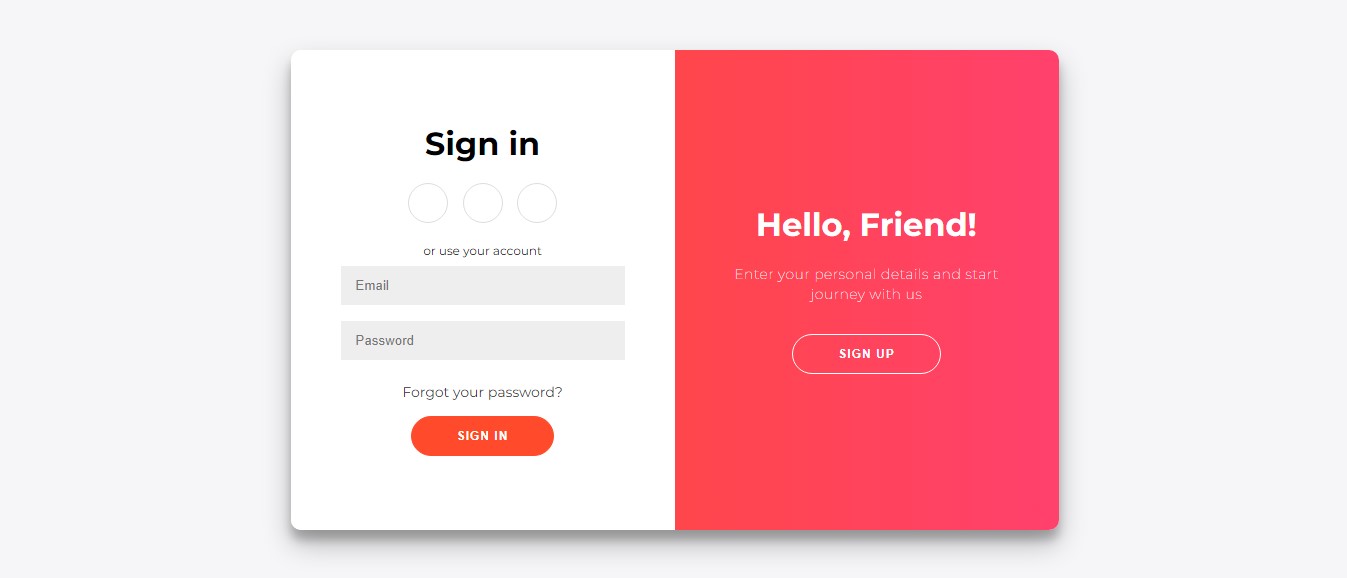 Sign in
or use your account
Email
Password
Forgot your password?
SIGN IN
Hello, Friend!
Enter your personal details and start
journey with us
SIGN UP